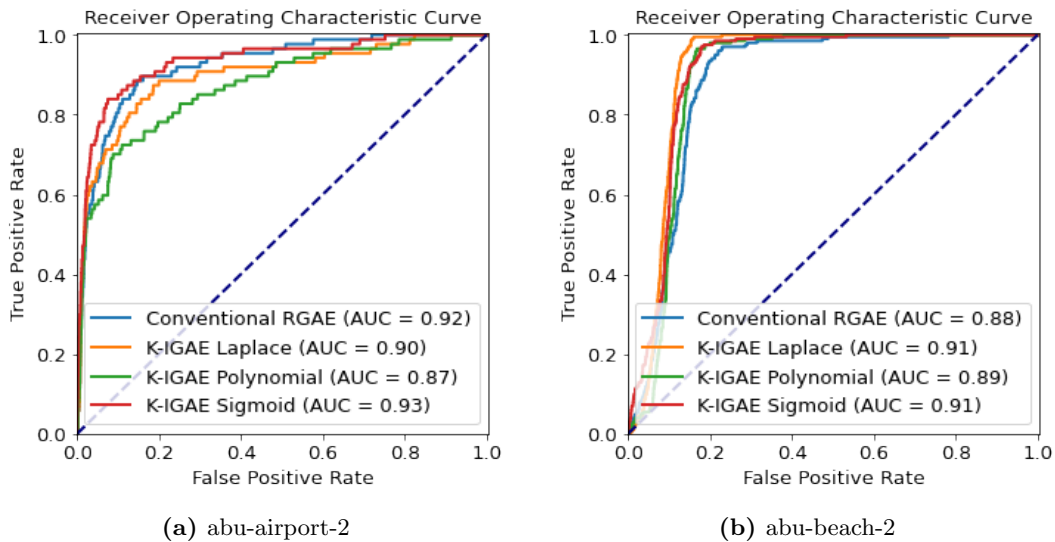 Receiver Operating Characteristic Curve
1.0
0.8
0.6
0.4
0.2
0.0
True Positive Rate
Conventional RGAE (AUC = 0.92)
K-IGAE Laplace (AUC = 0.90)
K-IGAE Polynomial (AUC = 0.87)
K-IGAE Sigmoid (AUC = 0.93)
0.0 0.2 0.4 0.6 0.8 1.0
False Positive Rate
(a) abu-airport-2
Receiver Operating Characteristic Curve
1.0
0.8
0.6
0.4
0.2
0.0
True Positive Rate
Conventional RGAE (AUC = 0.88)
K-IGAE Laplace (AUC = 0.91)
K-IGAE Polynomial (AUC = 0.89)
K-IGAE Sigmoid (AUC = 0.91)
0.0 0.2 0.4 0.6 0.8 1.0
False Positive Rate
(b) abu-beach-2